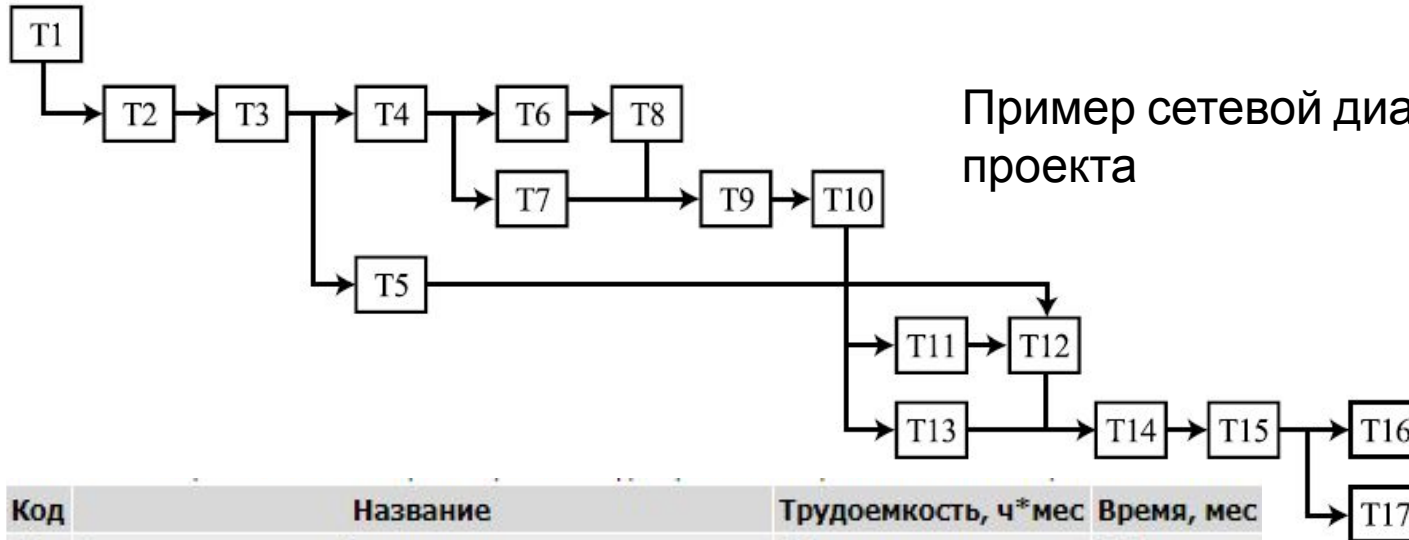 T1
T2 T3 T4 T6 T8
Пример сетевой диа
проекта
T7 T9 T10
T5
T11 T12
T13 T14 T15 T16
Код Название Трудоемкость, ч*мес Время, мес
T17